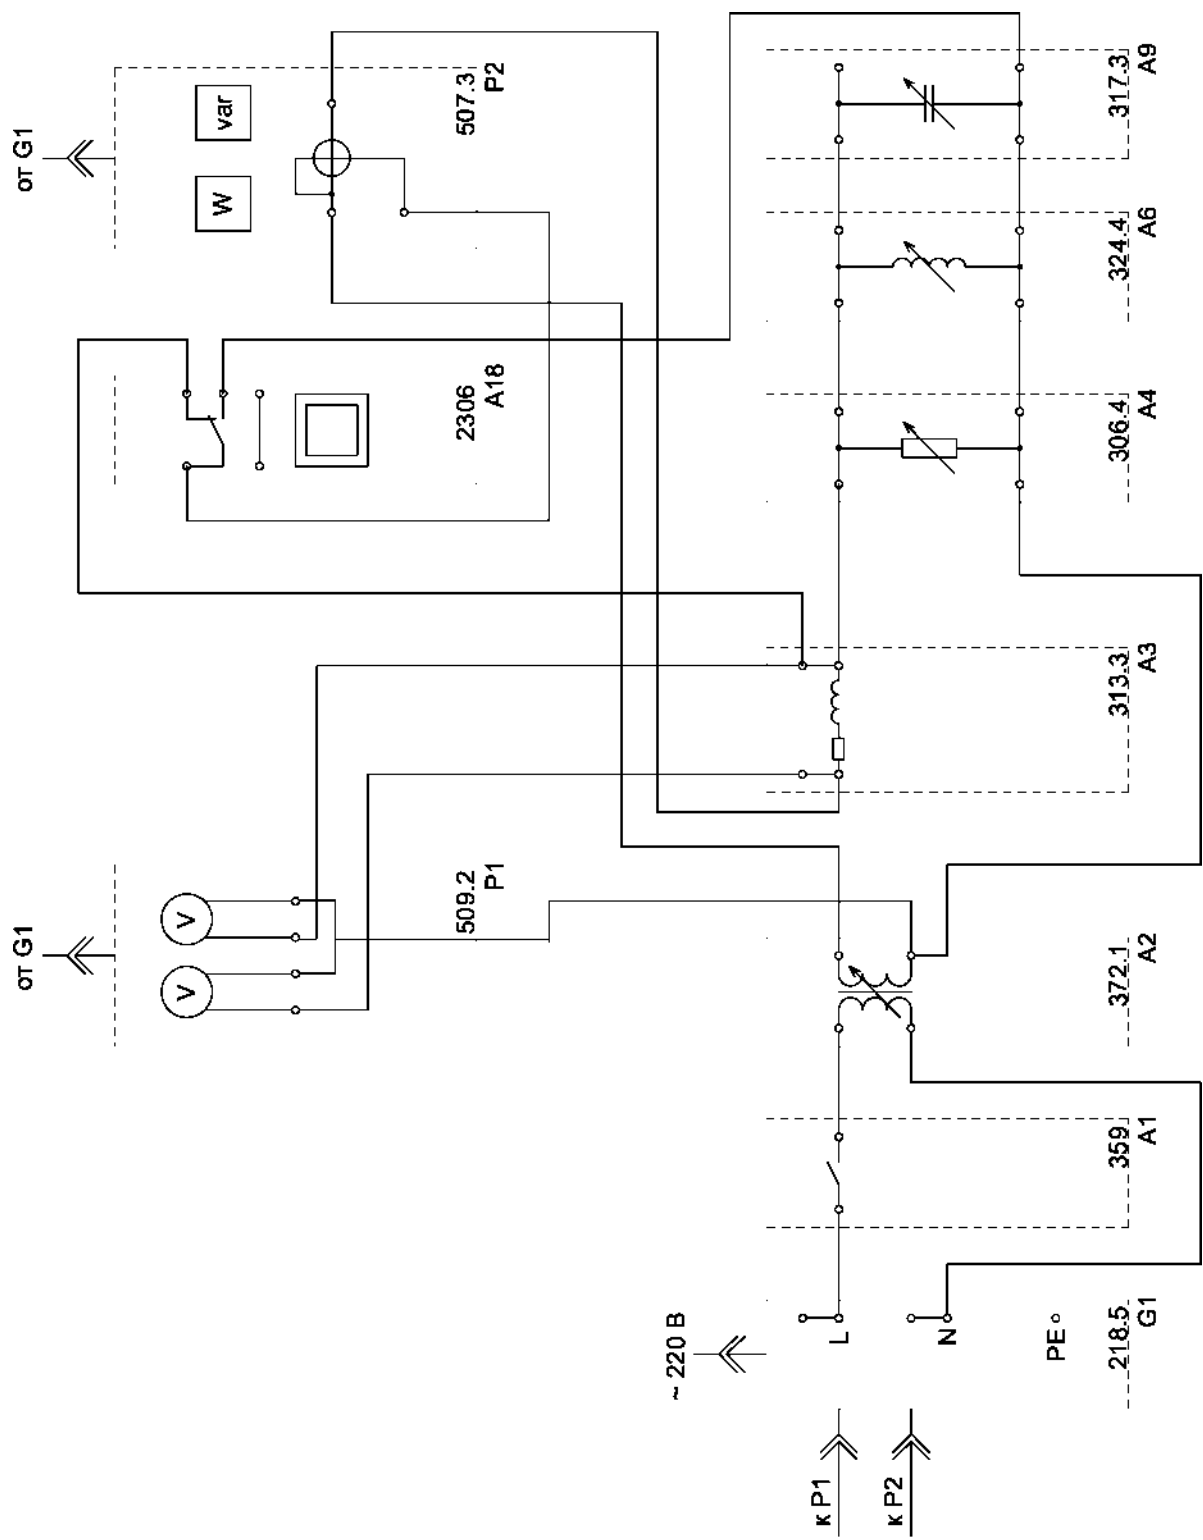 от G1
от G1
V
V
W
var
509.2
P1
2306
A18
507.3
P2
~ 220 В
к P1
к P2
L
N
PE
218.5
G1
359
A1
372.1
A2
313.3
A3
306.4
A4
324.4
A6
317.3
A9